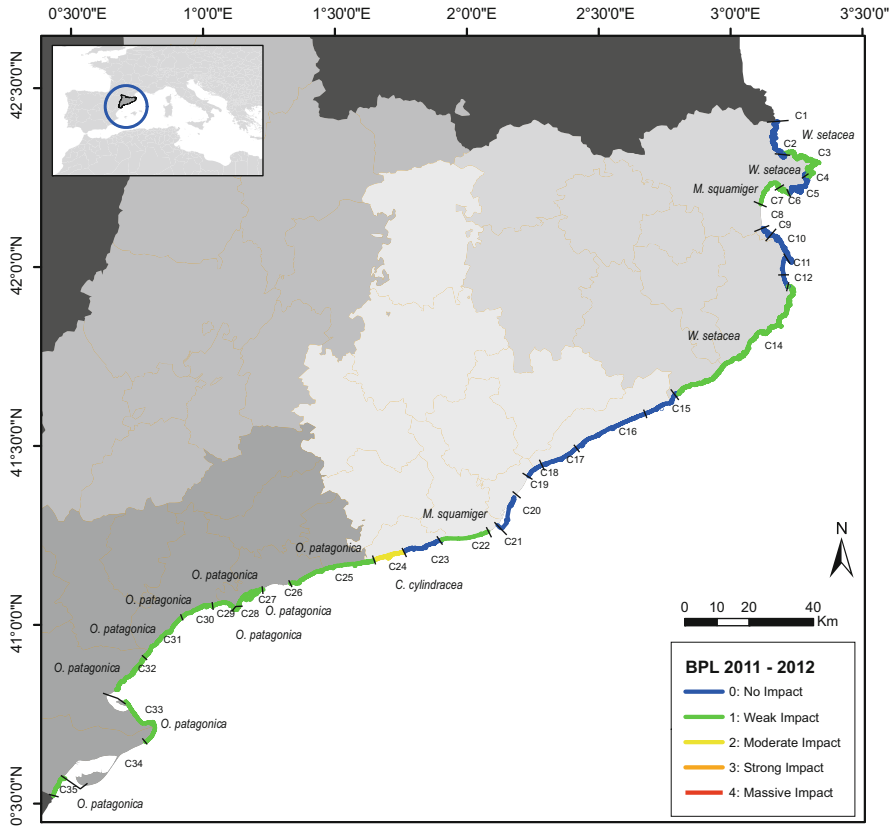 0°30'0"E 1°0'0"E 1°30'0"E 2°0'0"E 2°30'0"E 3°0'0"E 3°30'0"E
42°30'0"N
42°0'0"N
41°30'0"N
41°0'0"N
0°30'0"N
C1
W. setacea
C2
C3
W. setacea
C4
M. squamiger
C5
C6
C7
C8
C9
C10
C11
C12
W. setacea
C14
C15
C16
C17
C18
C19
C20
M. squamiger
C21
C22
O. patagonica
C23
C24
C. cylindracea
C25
O. patagonica
C26
C27
O. patagonica
C28
O. patagonica
C29
C30
O. patagonica
O. patagonica
C31
O. patagonica
C32
C33
O. patagonica
C34
C35
O. patagonica
N
0 10 20 40
Km
BPL 2011 - 2012
0: No Impact
1: Weak Impact
2: Moderate Impact
3: Strong Impact
4: Massive Impact